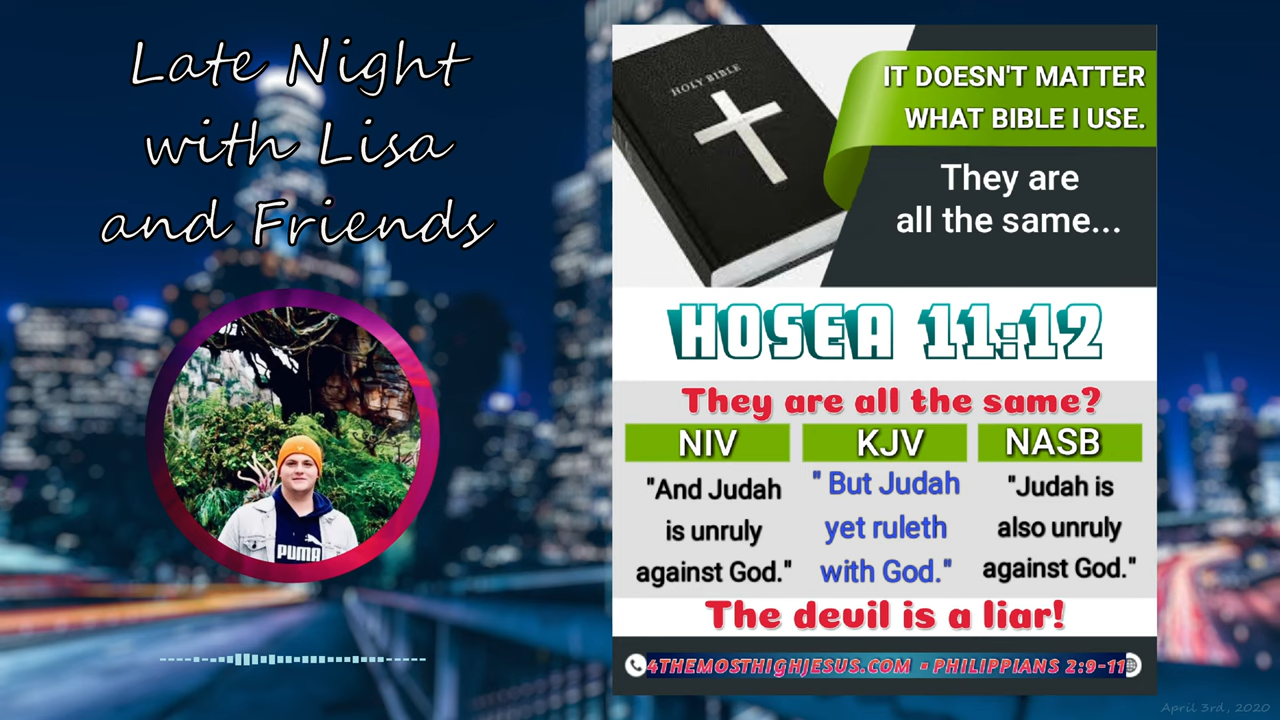 Late Night
with Lisa
and Friends
PUMA
HOLY BIBLE
IT DOESN'T MATTER
WHAT BIBLE I USE.
They are
all the same...
HOSEA 11:12
They are all the same?
NIV
"And Judah
is unruly
against God."
KJV
" But Judah
yet ruleth
with God."
NASB
"Judah is
also unruly
against God."
The devil is a liar!
4THEMOSTHIGHJESUS.COM ▪ PHILIPPIANS 2:9-11
April 3rd, 2020